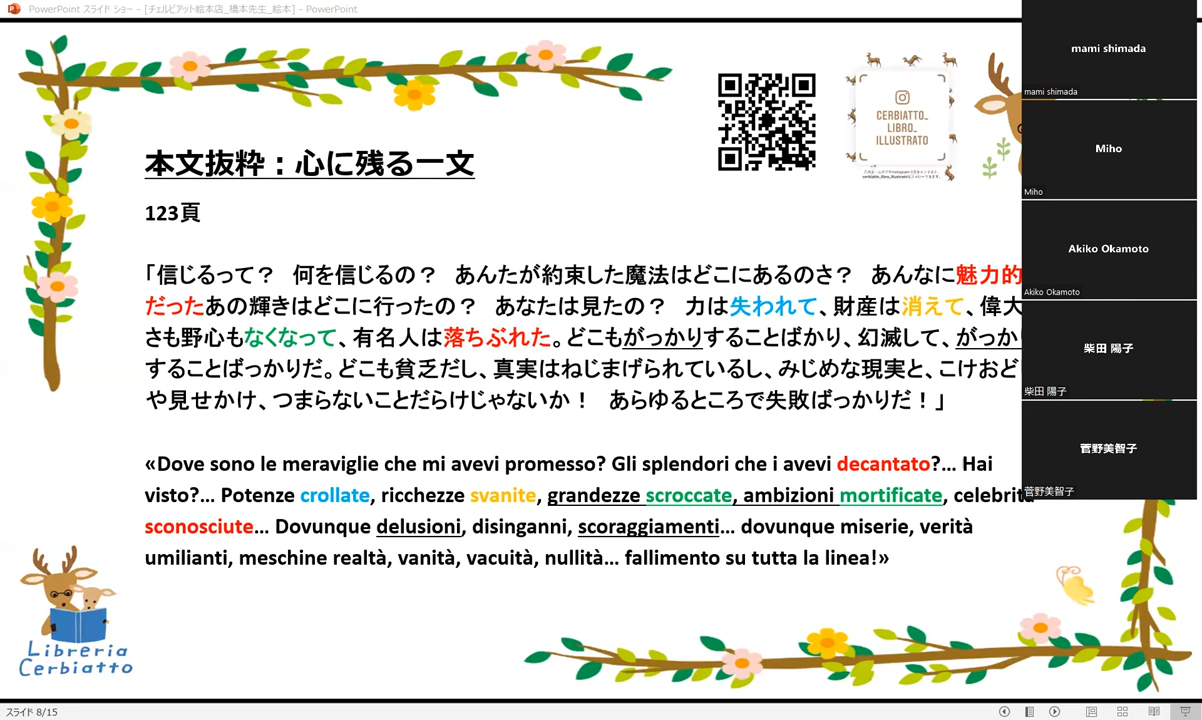 PowerPoint スライド ショー - [チェルビアット絵本店_橋本先生_絵本] - PowerPoint
mami shimada
mami shimada
Miho
Miho
Akiko Okamoto
Akiko Okamoto
柴田 陽子
柴田 陽子
菅野美智子
菅野美智子
CERBIATTO_
LIBRO_
ILLUSTRATO
本文抜粋：心に残る一文
123頁
「信じるって？ 何を信じるの？ あんたが約束した魔法はどこにあるのさ？ あんなに魅力的
だったあの輝きはどこに行ったの？ あなたは見たの？ 力は失われて、財産は消えて、偉大
さも野心もなくなって、有名人は落ちぶれた。どこもがっかりすることばかり、幻滅して、がっか
することばっかりだ。どこも貧乏だし、真実はねじまげられているし、みじめな現実と、こけおど
や見せかけ、つまらないことだらけじゃないか！ あらゆるところで失敗ばっかりだ！」
«Dove sono le meraviglie che mi avevi promesso? Gli splendori che i avevi decantato?... Hai
visto?... Potenze crollate, ricchezze svanite, grandezze scroccate, ambizioni mortificate, celebrità
sconosciute... Dovunque delusioni, disinganni, scoraggiamenti... dovunque miserie, verità
umilianti, meschine realtà, vanità, vacuità, nullità... fallimento su tutta la linea!»
Libreria
Cerbiatto
スライド 8/15